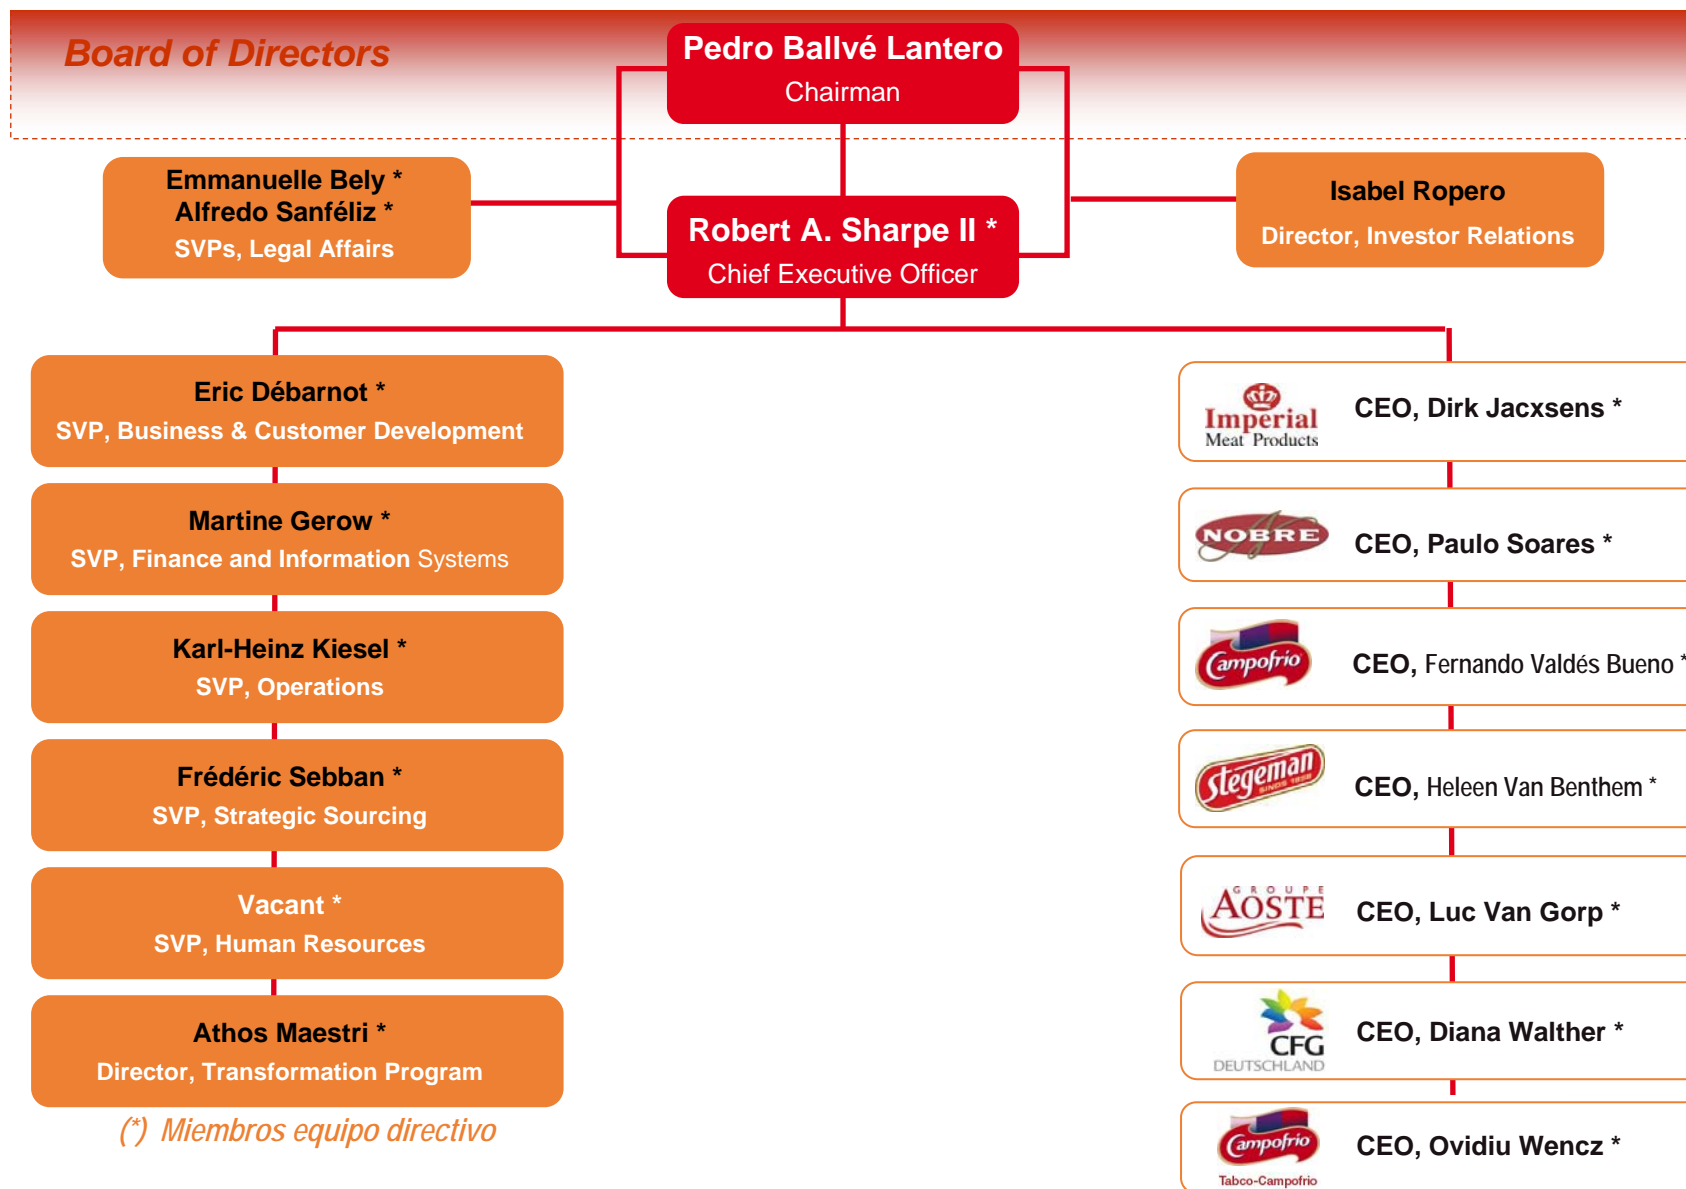 Board of Directors
Pedro Ballvé Lantero
Chairman
Emmanuelle Bely *
Alfredo Sanféliz *
SVPs, Legal Affairs
Robert A. Sharpe II *
Chief Executive Officer
Isabel Ropero
Director, Investor Relations
Eric Débarnot *
SVP, Business & Customer Development
Martine Gerow *
SVP, Finance and Information Systems
Karl-Heinz Kiesel *
SVP, Operations
Frédéric Sebban *
SVP, Strategic Sourcing
Vacant *
SVP, Human Resources
Athos Maestri *
Director, Transformation Program
(*) Miembros equipo directivo
Imperial
Meat Products
CEO, Dirk Jacxsens *
NOBRE
CEO, Paulo Soares *
Campofrío
CEO, Fernando Valdés Bueno *
Stegeman
SINDS 1858
CEO, Heleen Van Benthem *
GROUPE
AOSTE
CEO, Luc Van Gorp *
CFG
DEUTSCHLAND
CEO, Diana Walther *
Campofrío
Tabco-Campofrio
CEO, Ovidiu Wencz *